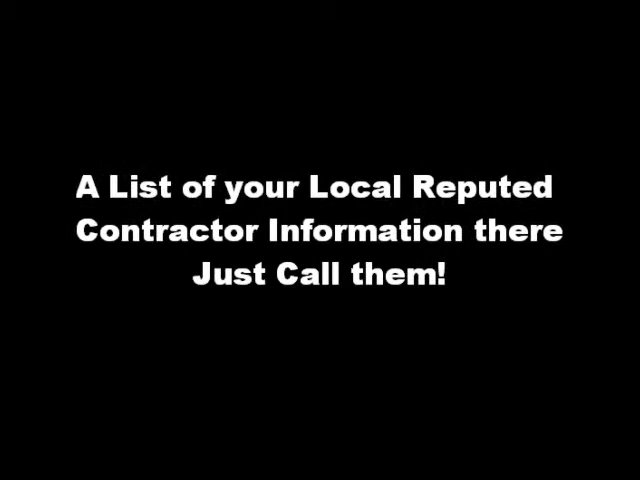 A List of your Local Reputed
Contractor Information there
Just Call them!